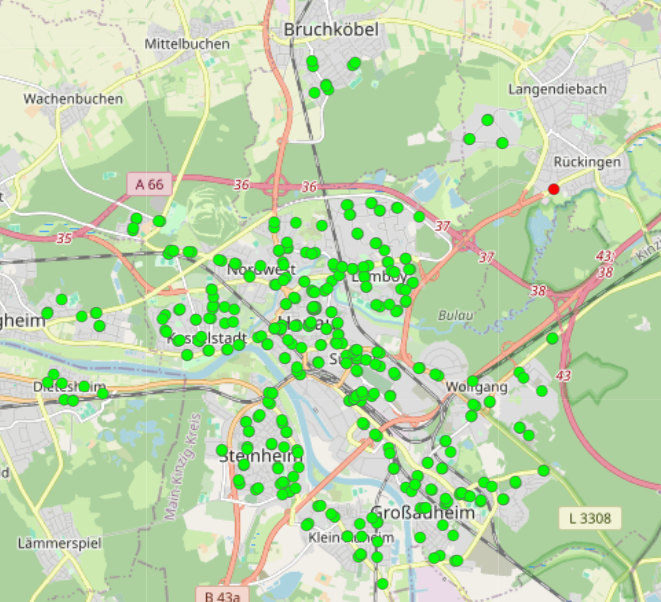 Bruchköbel
Mittelbuchen
Langendiebach
Wachenbuchen
Rückingen
A 66
36
36
37
35
37
43
38
Kinzig
Nordwest
Lamboy
38
Bulau
gheim
Kesselstadt
43
Dietesheim
Wolfgang
Main-Kinzig-Kreis
Steinheim
Großauheim
L 3308
Klein-Auheim
Lämmerspiel
B 43a